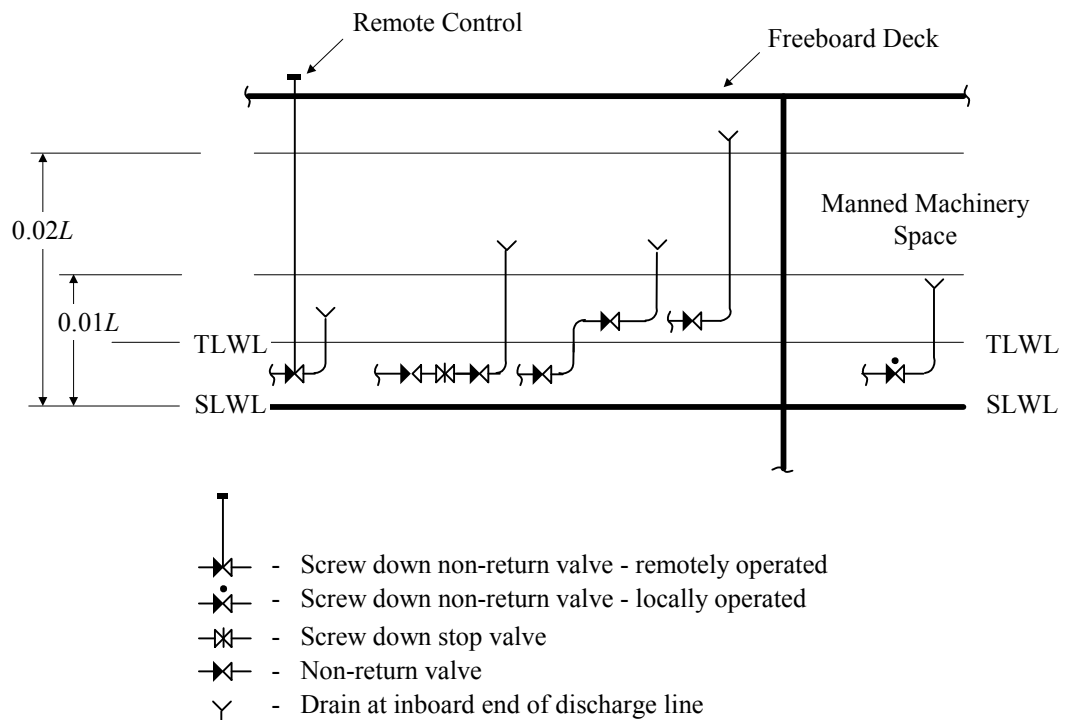 Remote Control
Freeboard Deck
0.02L
Manned Machinery
Space
0.01L
TLWL
TLWL
SLWL
SLWL
- Screw down non-return valve - remotely operated
- Screw down non-return valve - locally operated
- Screw down stop valve
- Non-return valve
- Drain at inboard end of discharge line